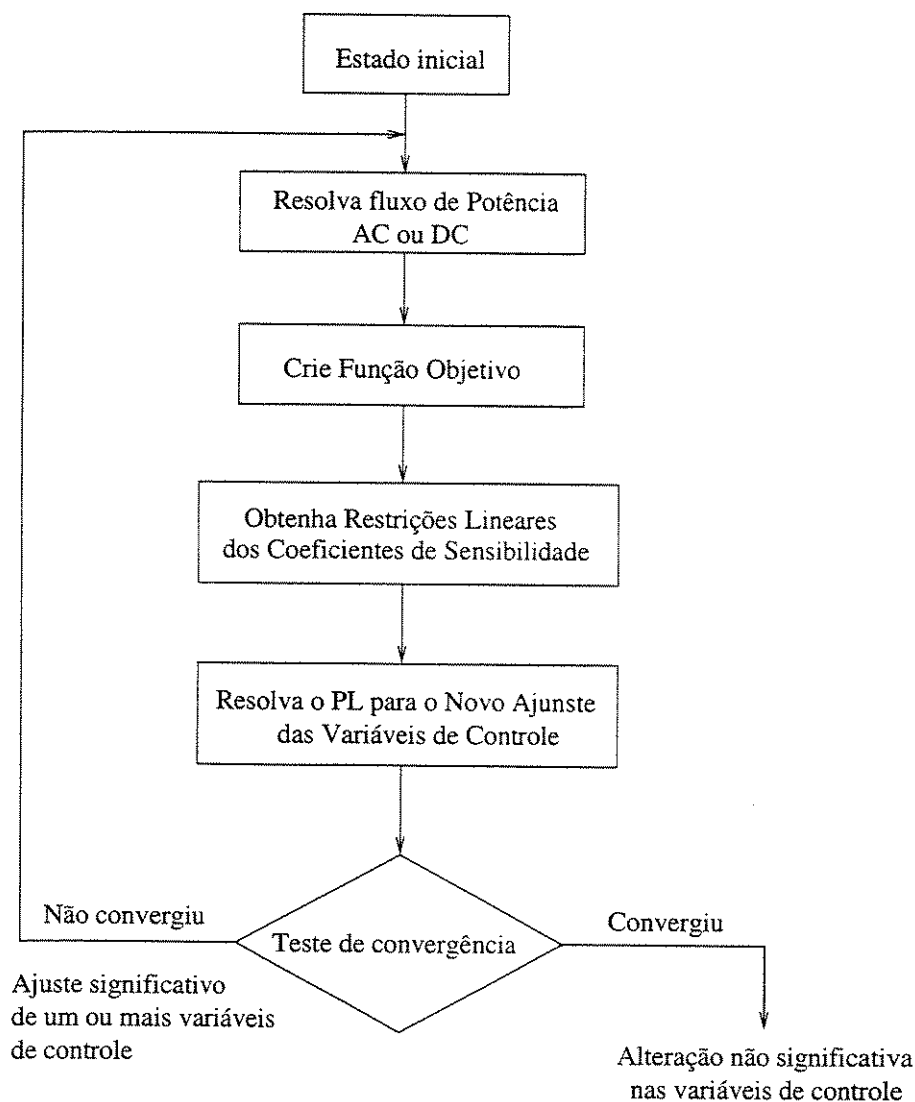 Estado inicial
Resolva fluxo de Potência
AC ou DC
Crie Função Objetivo
Obtenha Restrições Lineares
dos Coeficientes de Sensibilidade
Resolva o PL para o Novo Ajunste
das Variáveis de Controle
Não convergiu
Teste de convergência
Convergiu
Ajuste significativo
de um ou mais variáveis
de controle
Alteração não significativa
nas variáveis de controle